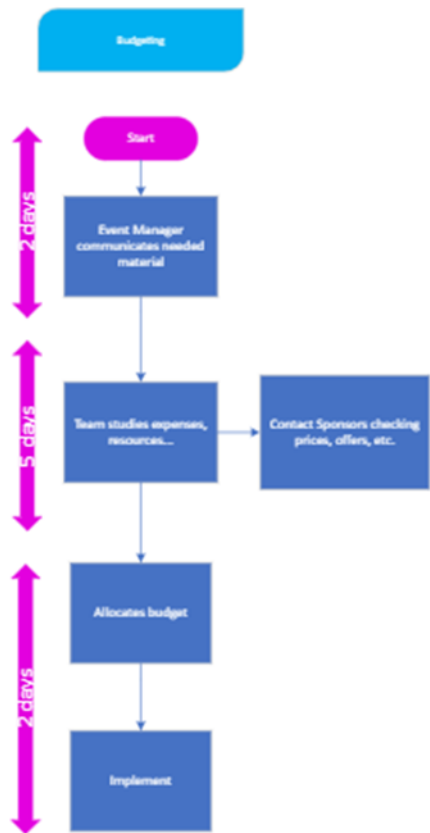 Budgeting
Start
2 days
Event Manager
communicates needed
material
5 days
Team studies expenses,
resources...
Contact Sponsors checking
prices, offers, etc.
2 days
Allocates budget
Implement